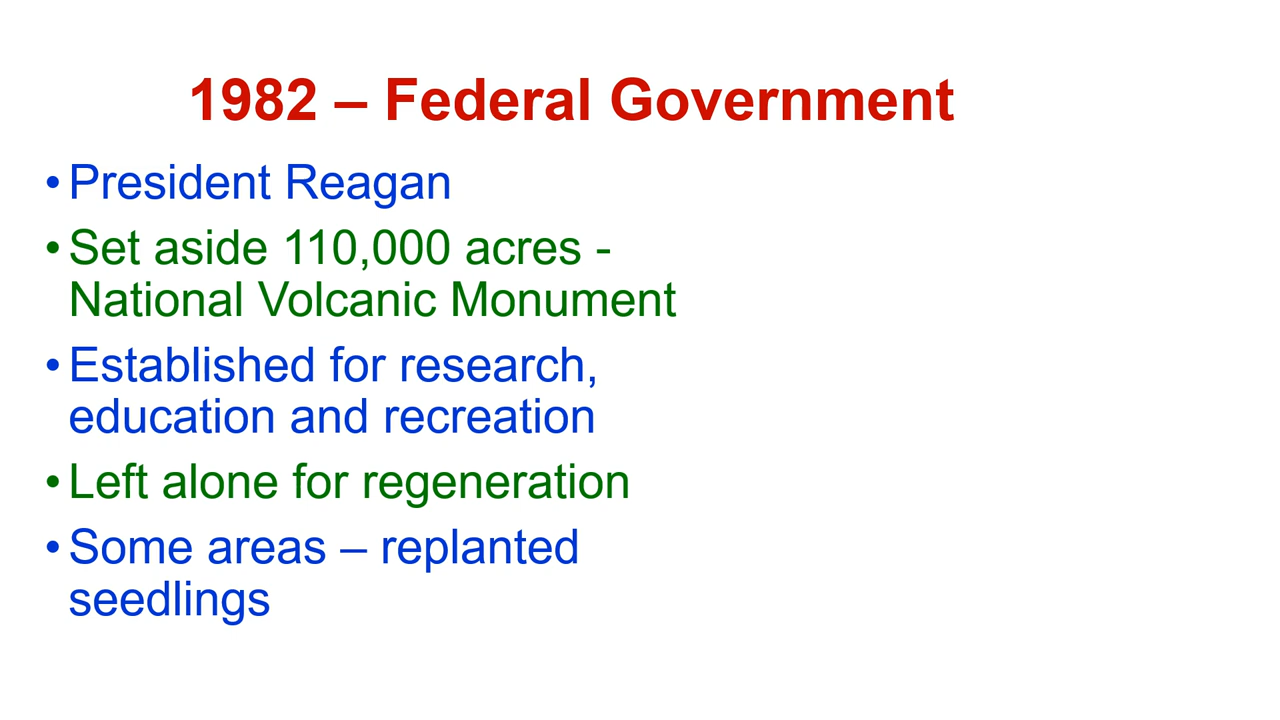 1982 – Federal Government
•President Reagan
•Set aside 110,000 acres -
National Volcanic Monument
•Established for research,
education and recreation
•Left alone for regeneration
•Some areas – replanted
seedlings